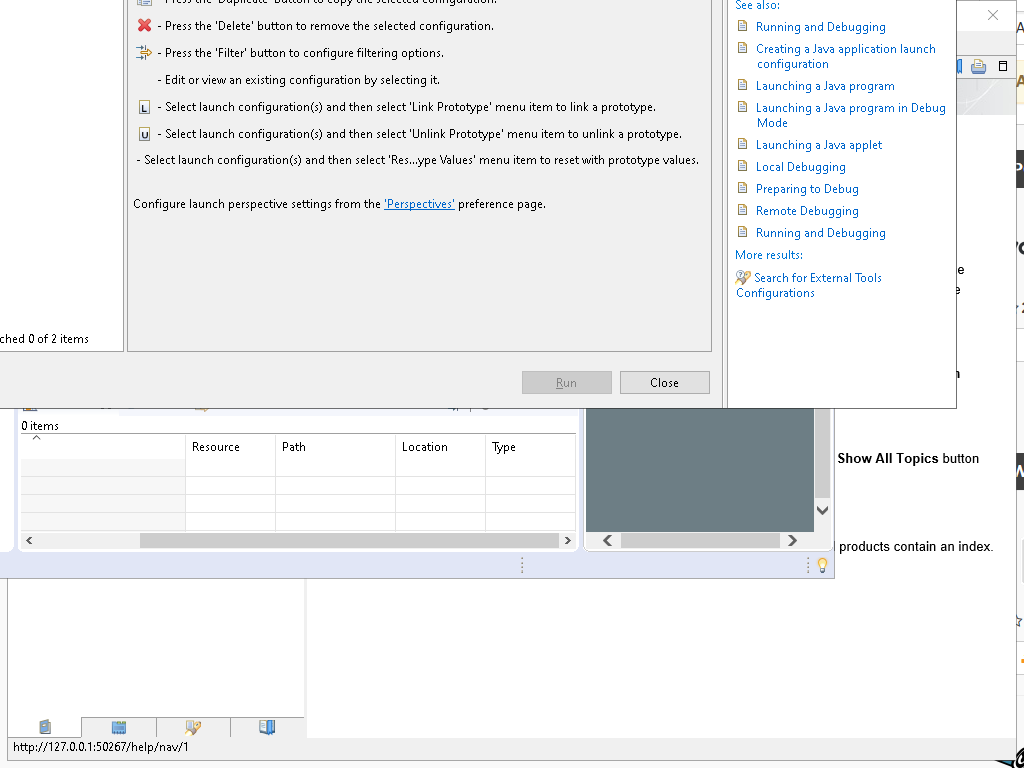 - Press the 'Duplicate' button to copy the selected configuration.
- Press the 'Delete' button to remove the selected configuration.
- Press the 'Filter' button to configure filtering options.
- Edit or view an existing configuration by selecting it.
L - Select launch configuration(s) and then select 'Link Prototype' menu item to link a prototype.
U - Select launch configuration(s) and then select 'Unlink Prototype' menu item to unlink a prototype.
- Select launch configuration(s) and then select 'Res...ype Values' menu item to reset with prototype values.
Configure launch perspective settings from the 'Perspectives' preference page.
ched 0 of 2 items
Run
Close
See also:
Running and Debugging
Creating a Java application launch
configuration
Launching a Java program
Launching a Java program in Debug
Mode
Launching a Java applet
Local Debugging
Preparing to Debug
Remote Debugging
Running and Debugging
More results:
Search for External Tools
Configurations
0 items
Resource
Path
Location
Type
Show All Topics button
products contain an index.
http://127.0.0.1:50267/help/nav/1